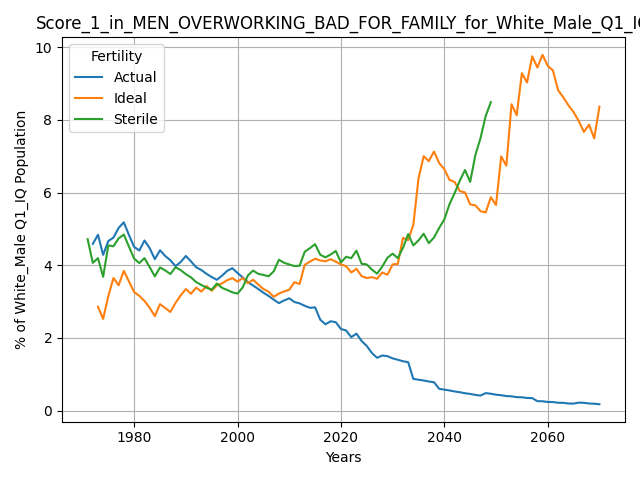 Score_1_in_MEN_OVERWORKING_BAD_FOR_FAMILY_for_White_Male_Q1_IQ
Fertility
Actual
Ideal
Sterile
% of White_Male Q1_IQ Population
10
8
6
4
2
0
1980 2000 2020 2040 2060
Years